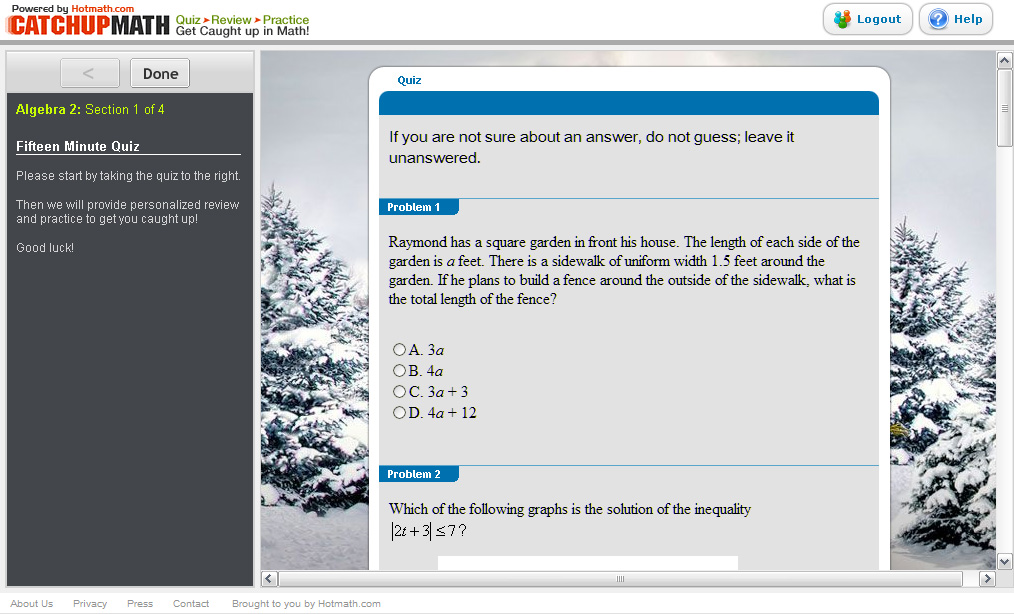 Powered by Hotmath.com
CATCHUPMATH
Quiz ➤ Review ➤ Practice
Get Caught up in Math!
Logout
Help
<
Done
Algebra 2: Section 1 of 4
Fifteen Minute Quiz
Please start by taking the quiz to the right.
Then we will provide personalized review
and practice to get you caught up!
Good luck!
Quiz
If you are not sure about an answer, do not guess; leave it
unanswered.
Problem 1
Raymond has a square garden in front his house. The length of each side of the
garden is a feet. There is a sidewalk of uniform width 1.5 feet around the
garden. If he plans to build a fence around the outside of the sidewalk, what is
the total length of the fence?
A. 3a
B. 4a
C. 3a + 3
D. 4a + 12
Problem 2
Which of the following graphs is the solution of the inequality
|2t + 3| ≤ 7?
About Us
Privacy
Press
Contact
Brought to you by Hotmath.com